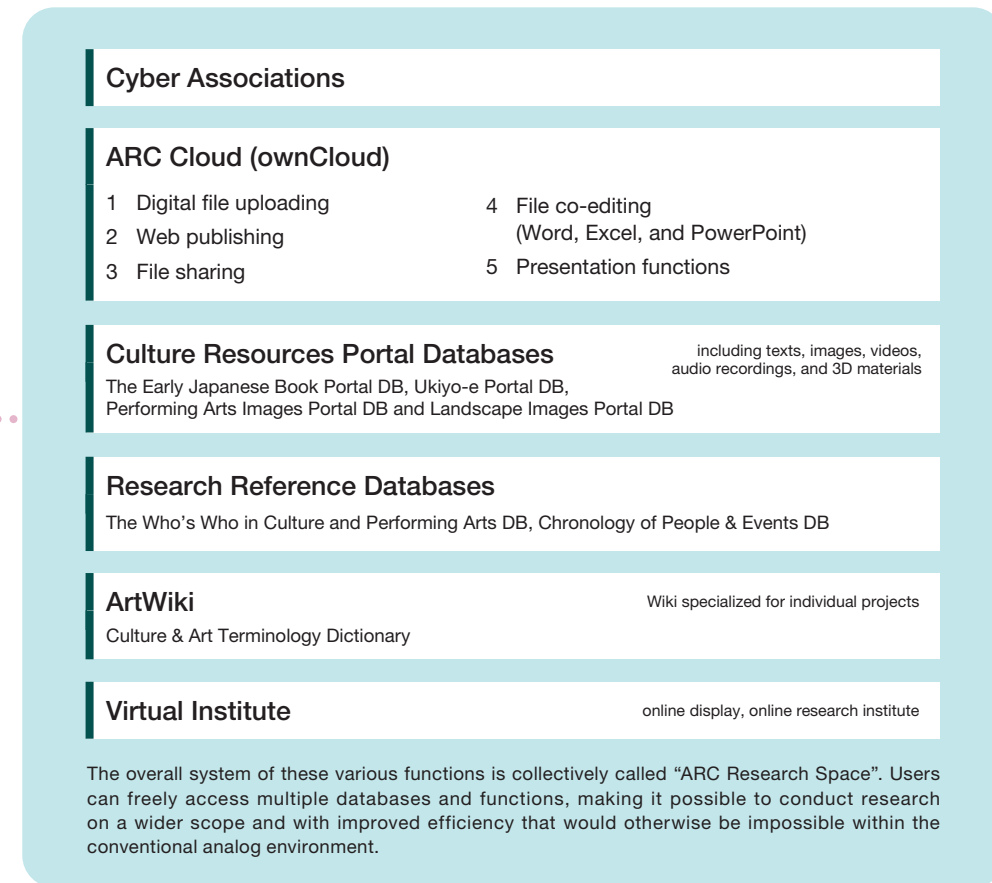 Cyber Associations
ARC Cloud (ownCloud)
1 Digital file uploading
2 Web publishing
3 File sharing
4 File co-editing
(Word, Excel, and PowerPoint)
5 Presentation functions
Culture Resources Portal Databases
including texts, images, videos,
audio recordings, and 3D materials
The Early Japanese Book Portal DB, Ukiyo-e Portal DB,
Performing Arts Images Portal DB and Landscape Images Portal DB
Research Reference Databases
The Who's Who in Culture and Performing Arts DB, Chronology of People & Events DB
ArtWiki
Wiki specialized for individual projects
Culture & Art Terminology Dictionary
Virtual Institute
online display, online research institute
The overall system of these various functions is collectively called “ARC Research Space”. Users
can freely access multiple databases and functions, making it possible to conduct research
on a wider scope and with improved efficiency that would otherwise be impossible within the
conventional analog environment.